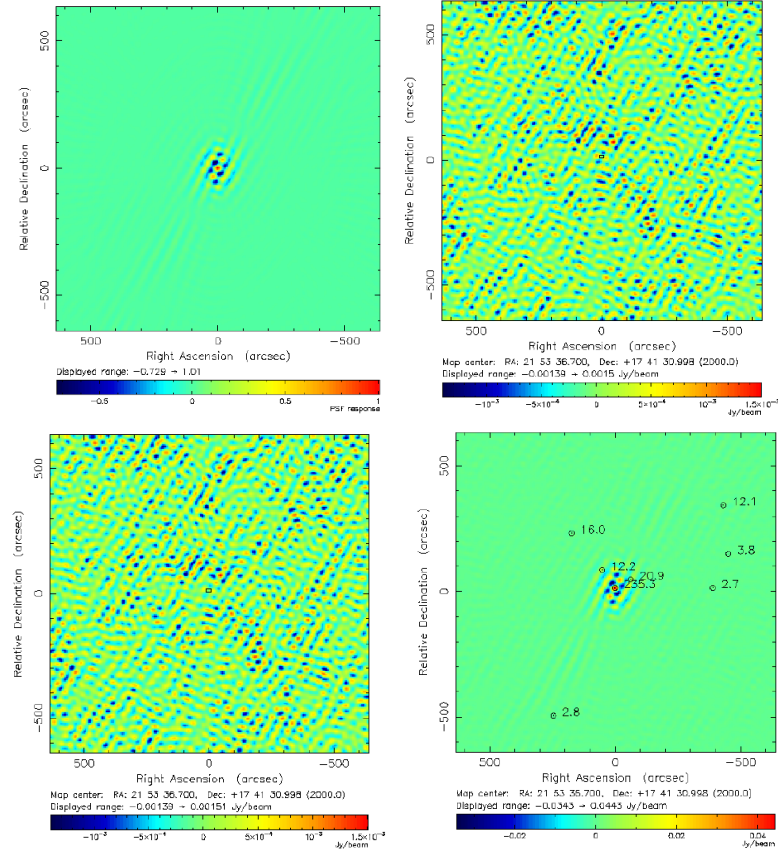 500
0
-500
Relative Declination (arcsec)
500 0 -500
Right Ascension (arcsec)
Displayed range: -0.729 → 1.01
-0.5 0 0.5 1
PSF response
500
0
-500
Relative Declination (arcsec)
500 0 -500
Right Ascension (arcsec)
Map center: RA: 21 53 36.700, Dec: +17 41 30.998 (2000.0)
Displayed range: -0.00139 → 0.0015 Jy/beam
-10⁻³ -5×10⁻⁴ 0 5×10⁻⁴ 10⁻³ 1.5×10⁻³
Jy/beam
500
0
-500
Relative Declination (arcsec)
500 0 -500
Right Ascension (arcsec)
Map center: RA: 21 53 36.700, Dec: +17 41 30.998 (2000.0)
Displayed range: -0.00139 → 0.00151 Jy/beam
-10⁻³ -5×10⁻⁴ 0 5×10⁻⁴ 10⁻³ 1.5×10⁻³
Jy/beam
500
0
-500
Relative Declination (arcsec)
12.1
16.0
3.8
12.2
20.9
235.3
2.7
2.8
500 0 -500
Right Ascension (arcsec)
Map center: RA: 21 53 36.700, Dec: +17 41 30.998 (2000.0)
Displayed range: -0.0343 → 0.0443 Jy/beam
-0.02 0 0.02 0.04
Jy/beam